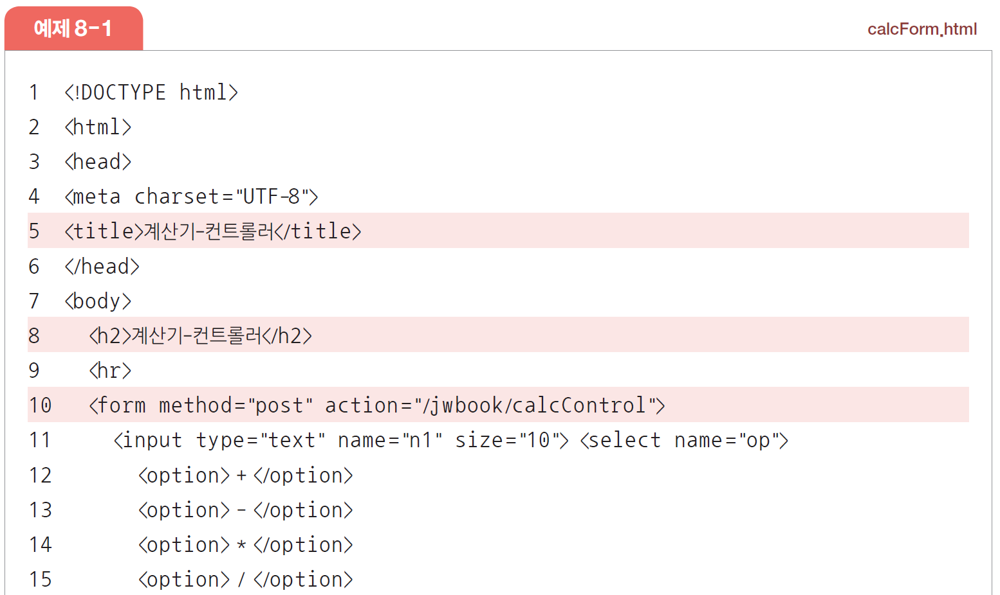 예제 8-1
calcForm.html
1 <!DOCTYPE html>
2 <html>
3 <head>
4 <meta charset="UTF-8">
5 <title>계산기-컨트롤러</title>
6 </head>
7 <body>
8 <h2>계산기-컨트롤러</h2>
9 <hr>
10 <form method="post" action="/jwbook/calcControl">
11 <input type="text" name="n1" size="10"> <select name="op">
12 <option>+</option>
13 <option>-</option>
14 <option>*</option>
15 <option>/</option>